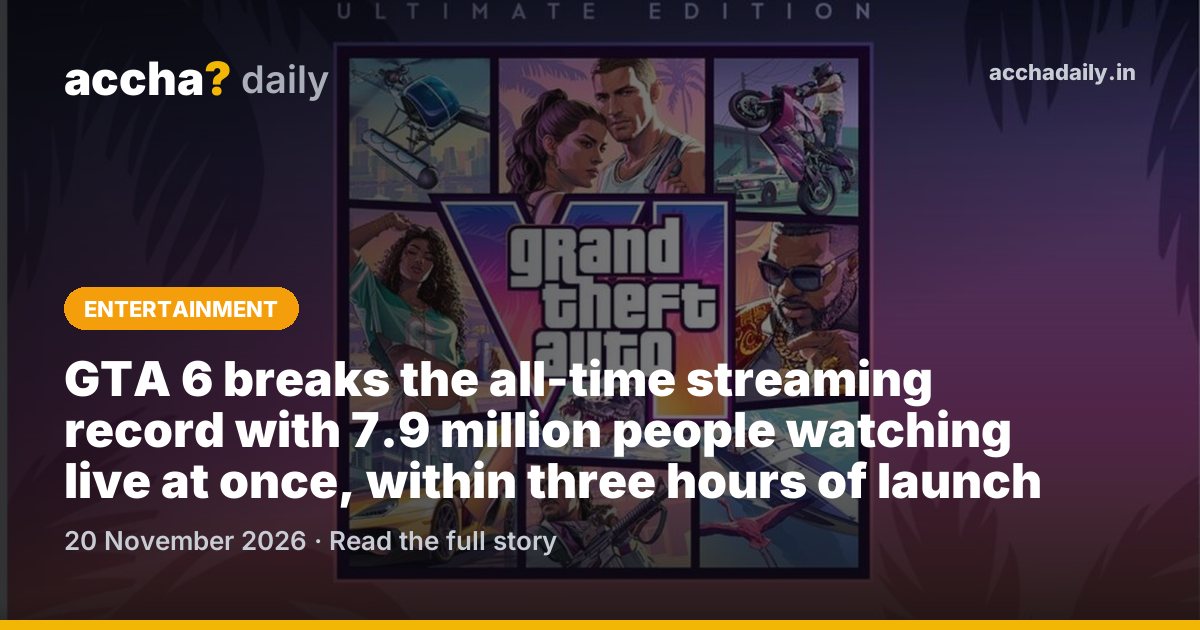 ULTIMATE EDITION
accha? daily
acchadaily.in
VI
grand
theft
auto
ENTERTAINMENT
GTA 6 breaks the all-time streaming
record with 7.9 million people watching
live at once, within three hours of launch
20 November 2026 · Read the full story